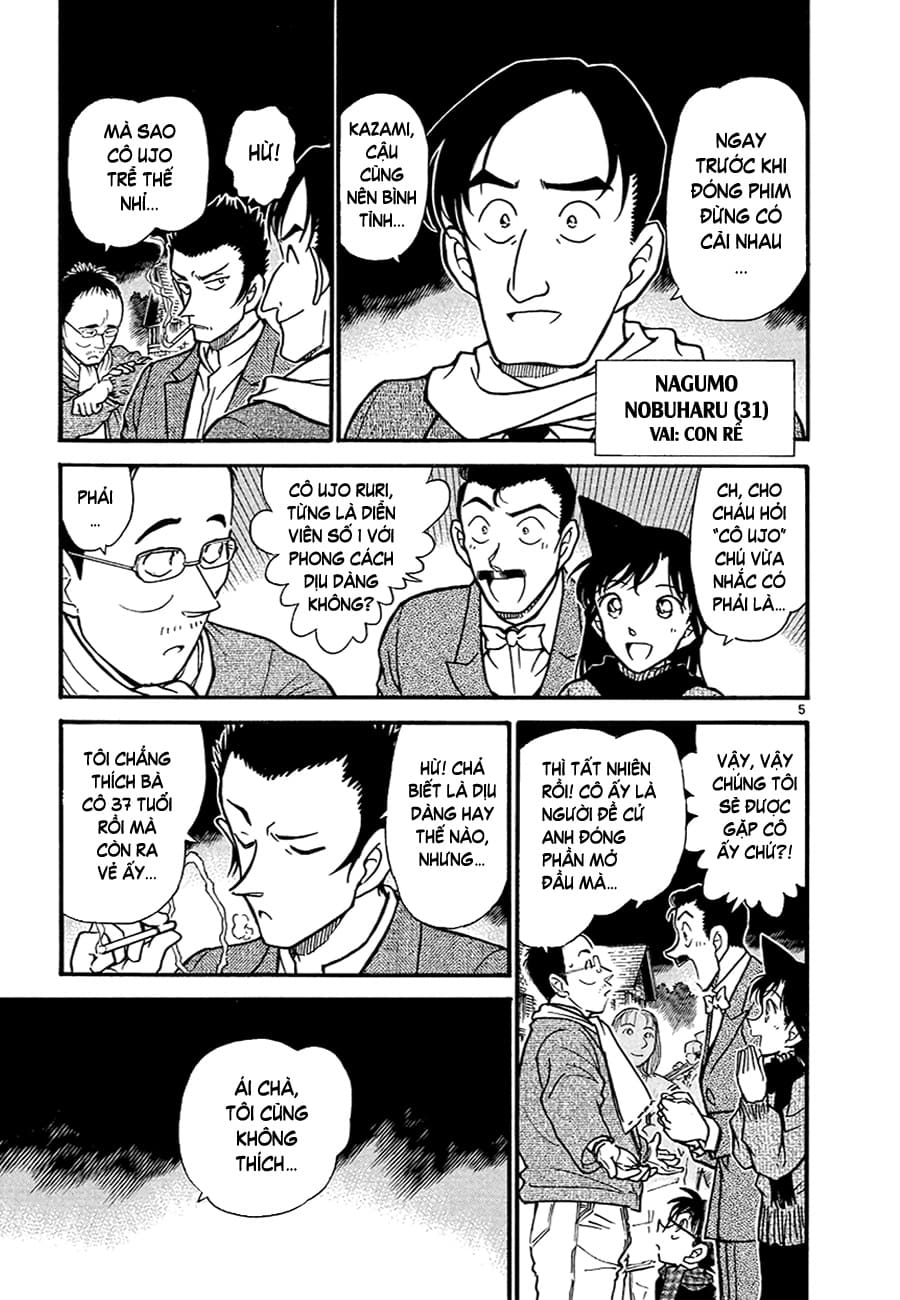 NGAY
TRƯỚC KHI
ĐÓNG PHIM
ĐỪNG CÓ
CÃI NHAU
...
KAZAMI,
CẬU
CŨNG
NÊN BÌNH
TĨNH...
NAGUMO
NOBUHARU (31)
VAI: CON RỂ
HỪ!
MÀ SAO
CÔ UJO
TRỄ THẾ
NHỈ...
CH, CHO
CHÁU HỎI
“CÔ UJO”
CHÚ VỪA
NHẮC CÓ
PHẢI LÀ...
CÔ UJO RURI,
TỪNG LÀ DIỄN
VIÊN SỐ 1 VỚI
PHONG CÁCH
DỊU DÀNG
KHÔNG?
PHẢI
...
5
VẬY, VẬY
CHÚNG TÔI
SẼ ĐƯỢC
GẶP CÔ
ẤY CHỨ?!
THÌ TẤT NHIÊN
RỒI! CÔ ẤY LÀ
NGƯỜI ĐỀ CỬ
ANH ĐÓNG
PHẦN MỞ
ĐẦU MÀ...
HỪ! CHẢ
BIẾT LÀ DỊU
DÀNG HAY
THẾ NÀO,
NHƯNG...
TÔI CHẲNG
THÍCH BÀ
CÔ 37 TUỔI
RỒI MÀ
CÒN RA
VẺ ẤY...
ÁI CHÀ,
TÔI CŨNG
KHÔNG
THÍCH...